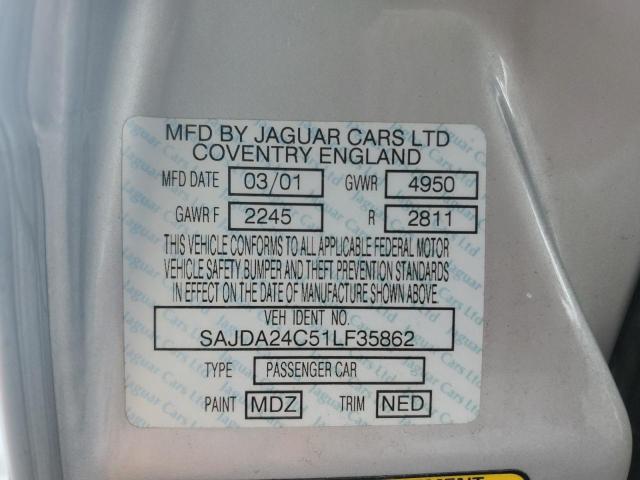 MFD BY JAGUAR CARS LTD
COVENTRY ENGLAND
MFD DATE 03/01 GVWR 4950
GAWR F 2245 R 2811
THIS VEHICLE CONFORMS TO ALL APPLICABLE FEDERAL MOTOR
VEHICLE SAFETY BUMPER AND THEFT PREVENTION STANDARDS
IN EFFECT ON THE DATE OF MANUFACTURE SHOWN ABOVE
VEH IDENT NO.
SAJDA24C51LF35862
TYPE PASSENGER CAR
PAINT MDZ TRIM NED